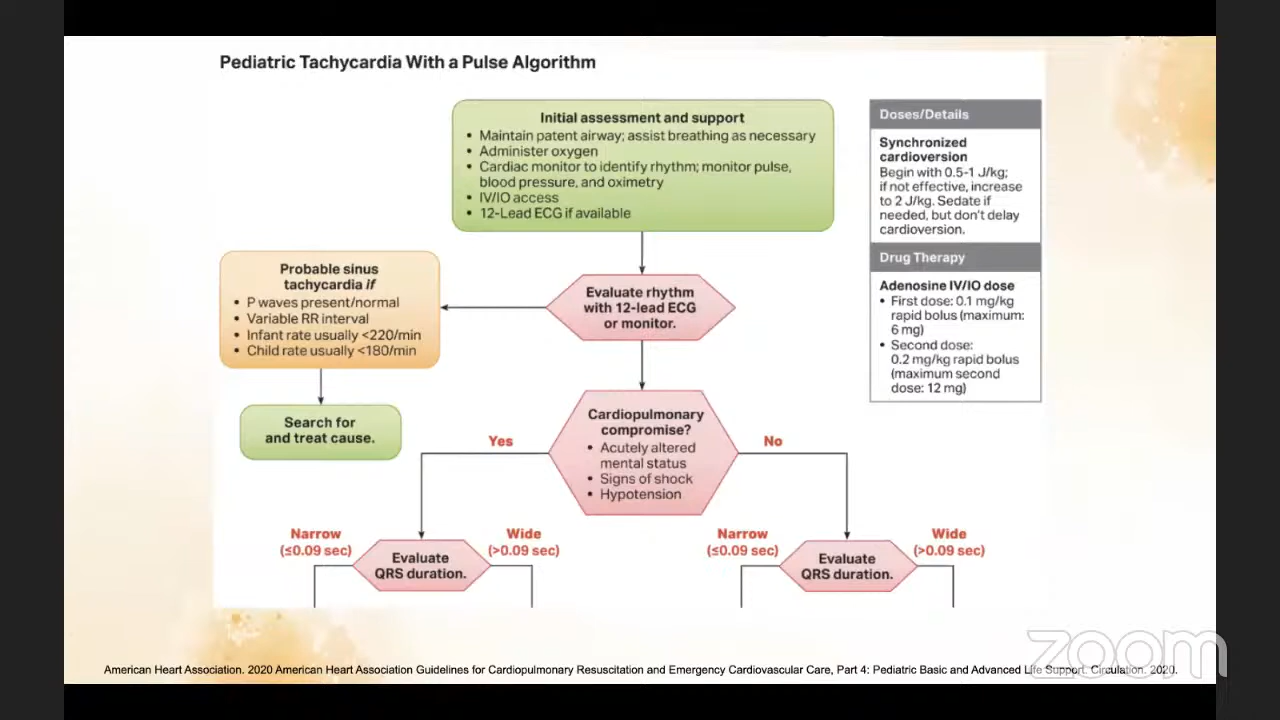 Pediatric Tachycardia With a Pulse Algorithm
Initial assessment and support
• Maintain patent airway; assist breathing as necessary
• Administer oxygen
• Cardiac monitor to identify rhythm; monitor pulse,
blood pressure, and oximetry
• IV/IO access
• 12-Lead ECG if available
Doses/Details
Synchronized
cardioversion
Begin with 0.5-1 J/kg;
if not effective, increase
to 2 J/kg. Sedate if
needed, but don't delay
cardioversion.
Drug Therapy
Adenosine IV/IO dose
• First dose: 0.1 mg/kg
rapid bolus (maximum:
6 mg)
• Second dose:
0.2 mg/kg rapid bolus
(maximum second
dose: 12 mg)
Probable sinus
tachycardia if
• P waves present/normal
• Variable RR interval
• Infant rate usually <220/min
• Child rate usually <180/min
Evaluate rhythm
with 12-lead ECG
or monitor.
Search for
and treat cause.
Cardiopulmonary
compromise?
• Acutely altered
mental status
• Signs of shock
• Hypotension
Yes
No
Narrow
(≤0.09 sec)
Evaluate
QRS duration.
Wide
(>0.09 sec)
Narrow
(≤0.09 sec)
Evaluate
QRS duration.
Wide
(>0.09 sec)
American Heart Association. 2020 American Heart Association Guidelines for Cardiopulmonary Resuscitation and Emergency Cardiovascular Care, Part 4: Pediatric Basic and Advanced Life Support. Circulation. 2020.
zoom